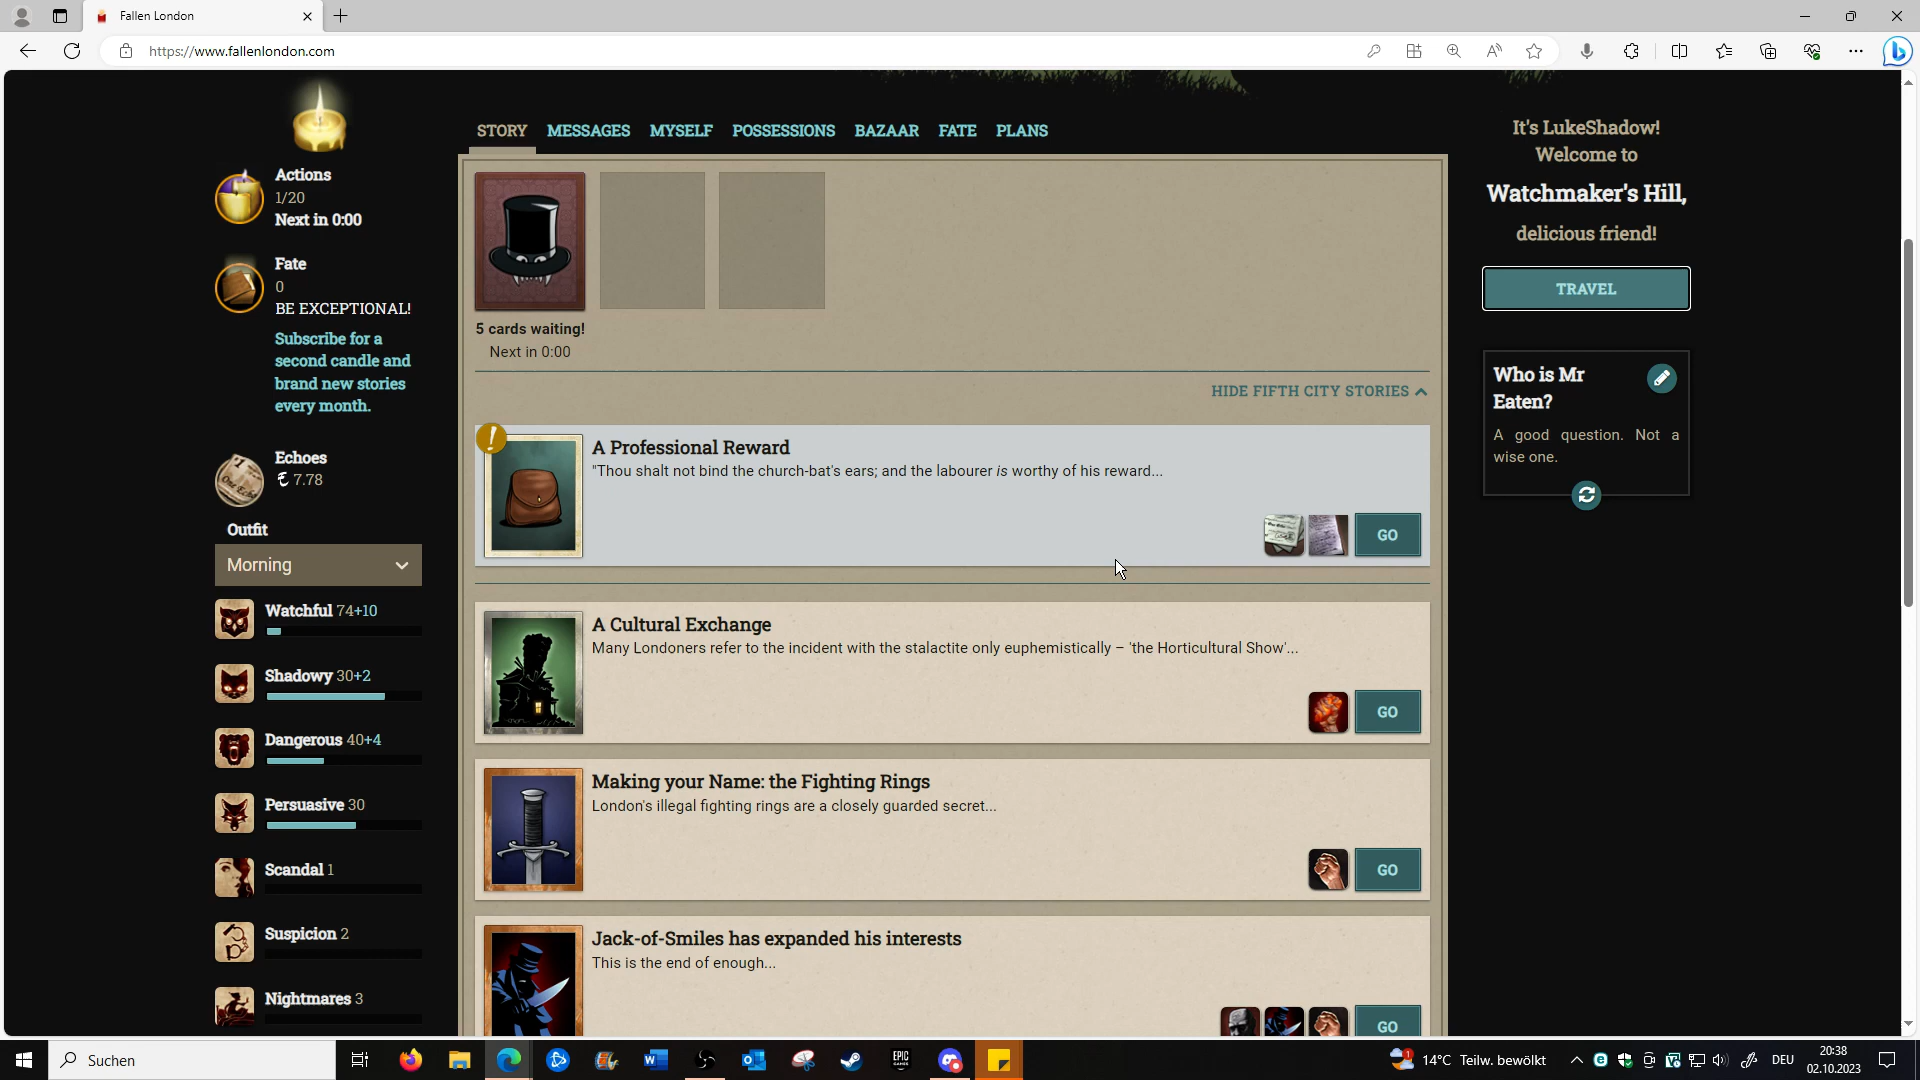 Fallen London
https://www.fallenlondon.com
STORY MESSAGES MYSELF POSSESSIONS BAZAAR FATE PLANS
Actions
1/20
Next in 0:00
Fate
0
BE EXCEPTIONAL!
Subscribe for a
second candle and
brand new stories
every month.
Echoes
7.78
Outfit
Morning
Watchful 74+10
Shadowy 30+2
Dangerous 40+4
Persuasive 30
Scandal 1
Suspicion 2
Nightmares 3
5 cards waiting!
Next in 0:00
HIDE FIFTH CITY STORIES
A Professional Reward
"Thou shalt not bind the church-bat's ears; and the labourer is worthy of his reward...
GO
A Cultural Exchange
Many Londoners refer to the incident with the stalactite only euphemistically – 'the Horticultural Show'...
GO
Making your Name: the Fighting Rings
London's illegal fighting rings are a closely guarded secret...
GO
Jack-of-Smiles has expanded his interests
This is the end of enough...
GO
It's LukeShadow!
Welcome to
Watchmaker's Hill,
delicious friend!
TRAVEL
Who is Mr
Eaten?
A good question. Not a
wise one.
Suchen
EPIC
GAMES
14°C Teilw. bewölkt
DEU
20:38
02.10.2023